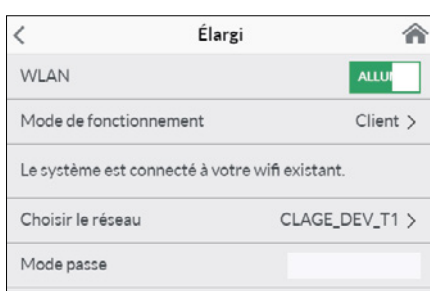 Élargi
WLAN ALLU
Mode de fonctionnement Client >
Le système est connecté à votre wifi existant.
Choisir le réseau CLAGE_DEV_T1 >
Mode passe